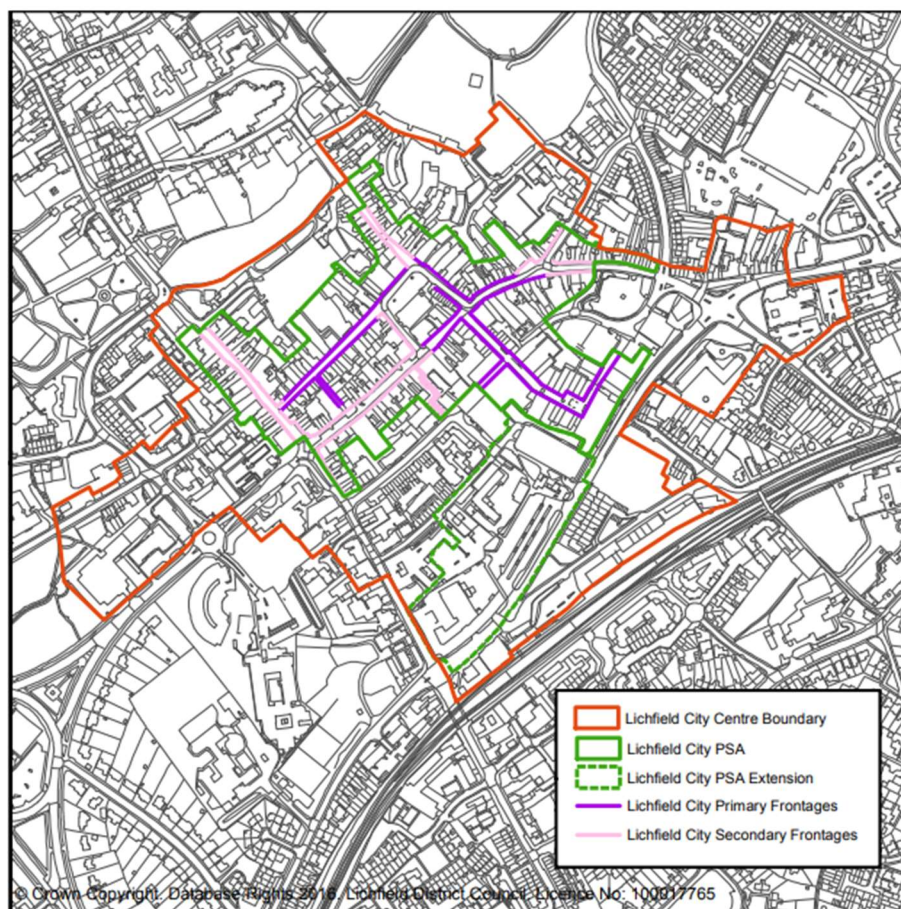 Lichfield City Centre Boundary
Lichfield City PSA
Lichfield City PSA Extension
Lichfield City Primary Frontages
Lichfield City Secondary Frontages
© Crown Copyright. Database Rights 2016. Lichfield District Council. Licence No: 100017765